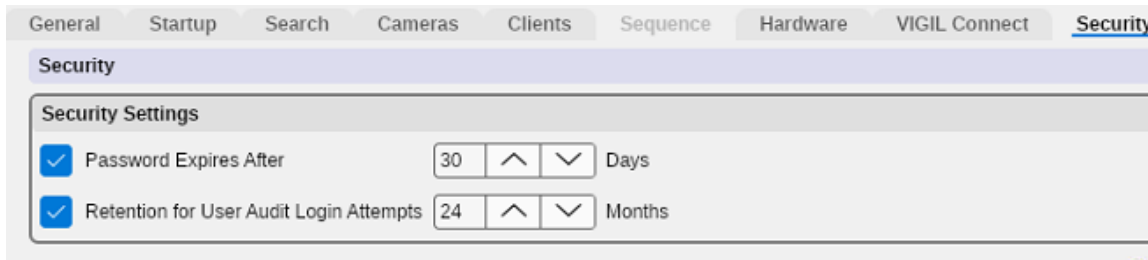 General Startup Search Cameras Clients Sequence Hardware VIGIL Connect Security
Security
Security Settings
Password Expires After 30 Days
Retention for User Audit Login Attempts 24 Months